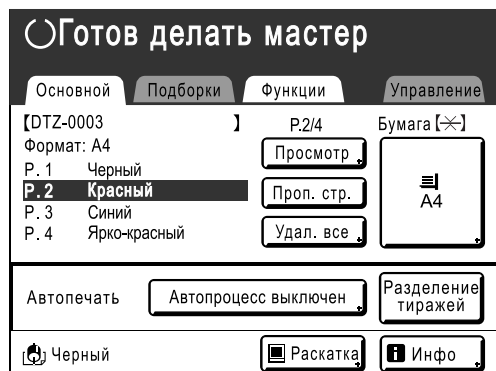 Готов делать мастер
Основной Подборки Функции Управление
【DTZ-0003 】 P.2/4 Бумага【】
Формат: A4 Просмотр
P. 1 Черный
P. 2 Красный Проп. стр. A4
P. 3 Синий
P. 4 Ярко-красный Удал. все
Автопечать Автопроцесс выключен Разделение
тиражей
Черный Раскатка Инфо